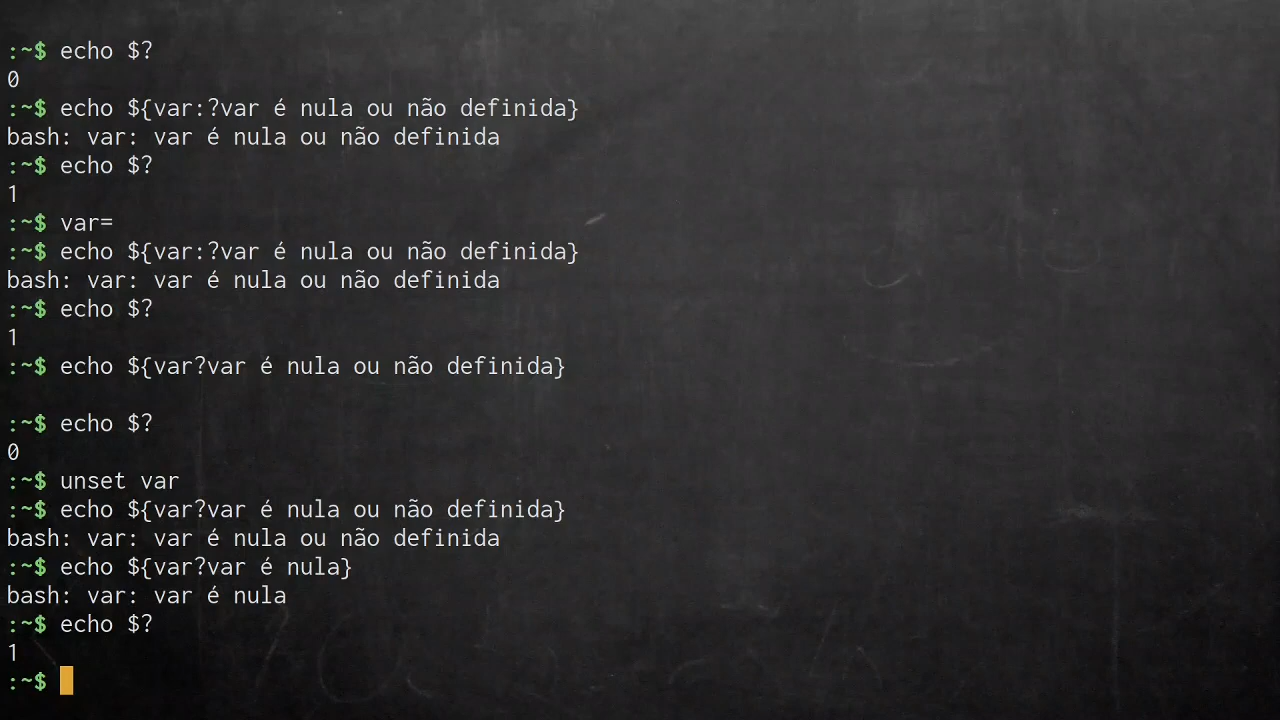 :~$ echo $?
0
:~$ echo ${var:?var é nula ou não definida}
bash: var: var é nula ou não definida
:~$ echo $?
1
:~$ var=
:~$ echo ${var:?var é nula ou não definida}
bash: var: var é nula ou não definida
:~$ echo $?
1
:~$ echo ${var?var é nula ou não definida}
:~$ echo $?
0
:~$ unset var
:~$ echo ${var?var é nula ou não definida}
bash: var: var é nula ou não definida
:~$ echo ${var?var é nula}
bash: var: var é nula
:~$ echo $?
1
:~$